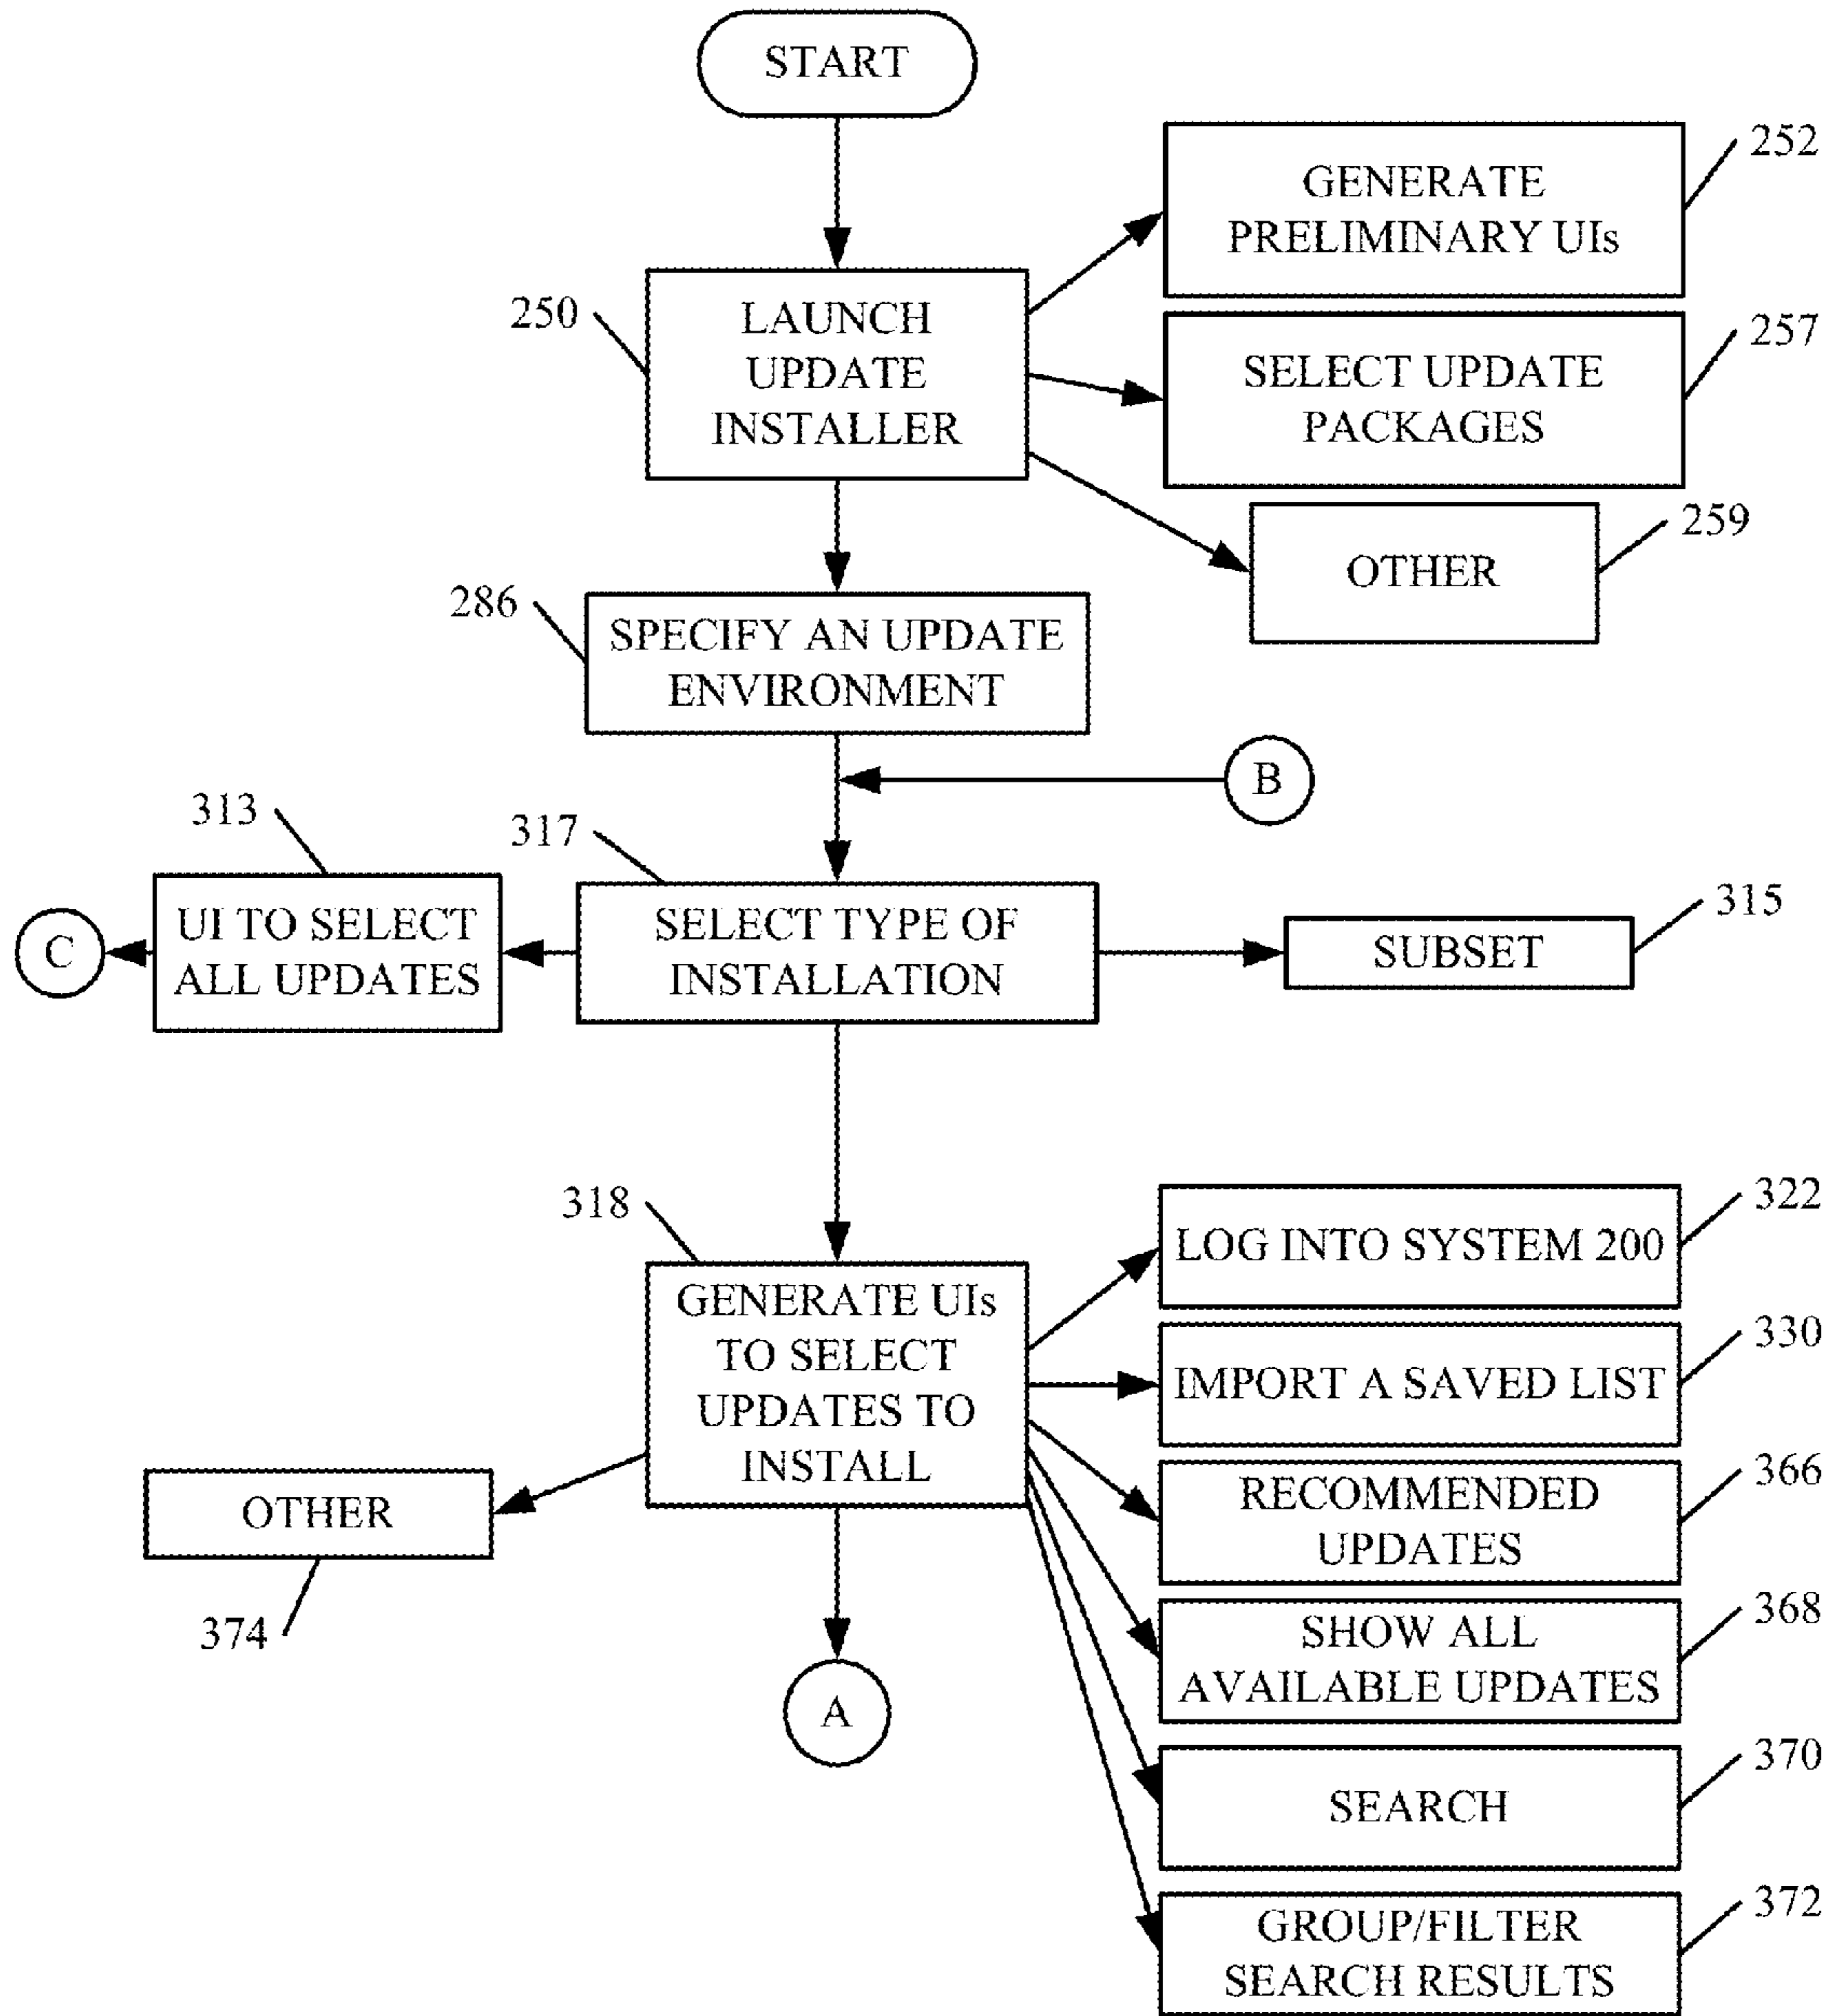 START
252
GENERATE
PRELIMINARY UIs
250
LAUNCH
UPDATE
INSTALLER
257
SELECT UPDATE
PACKAGES
259
OTHER
286
SPECIFY AN UPDATE
ENVIRONMENT
B
313
317
315
C
UI TO SELECT
ALL UPDATES
SELECT TYPE OF
INSTALLATION
SUBSET
318
GENERATE UIs
TO SELECT
UPDATES TO
INSTALL
322
LOG INTO SYSTEM 200
330
IMPORT A SAVED LIST
366
RECOMMENDED
UPDATES
OTHER
374
368
SHOW ALL
AVAILABLE UPDATES
A
370
SEARCH
372
GROUP/FILTER
SEARCH RESULTS